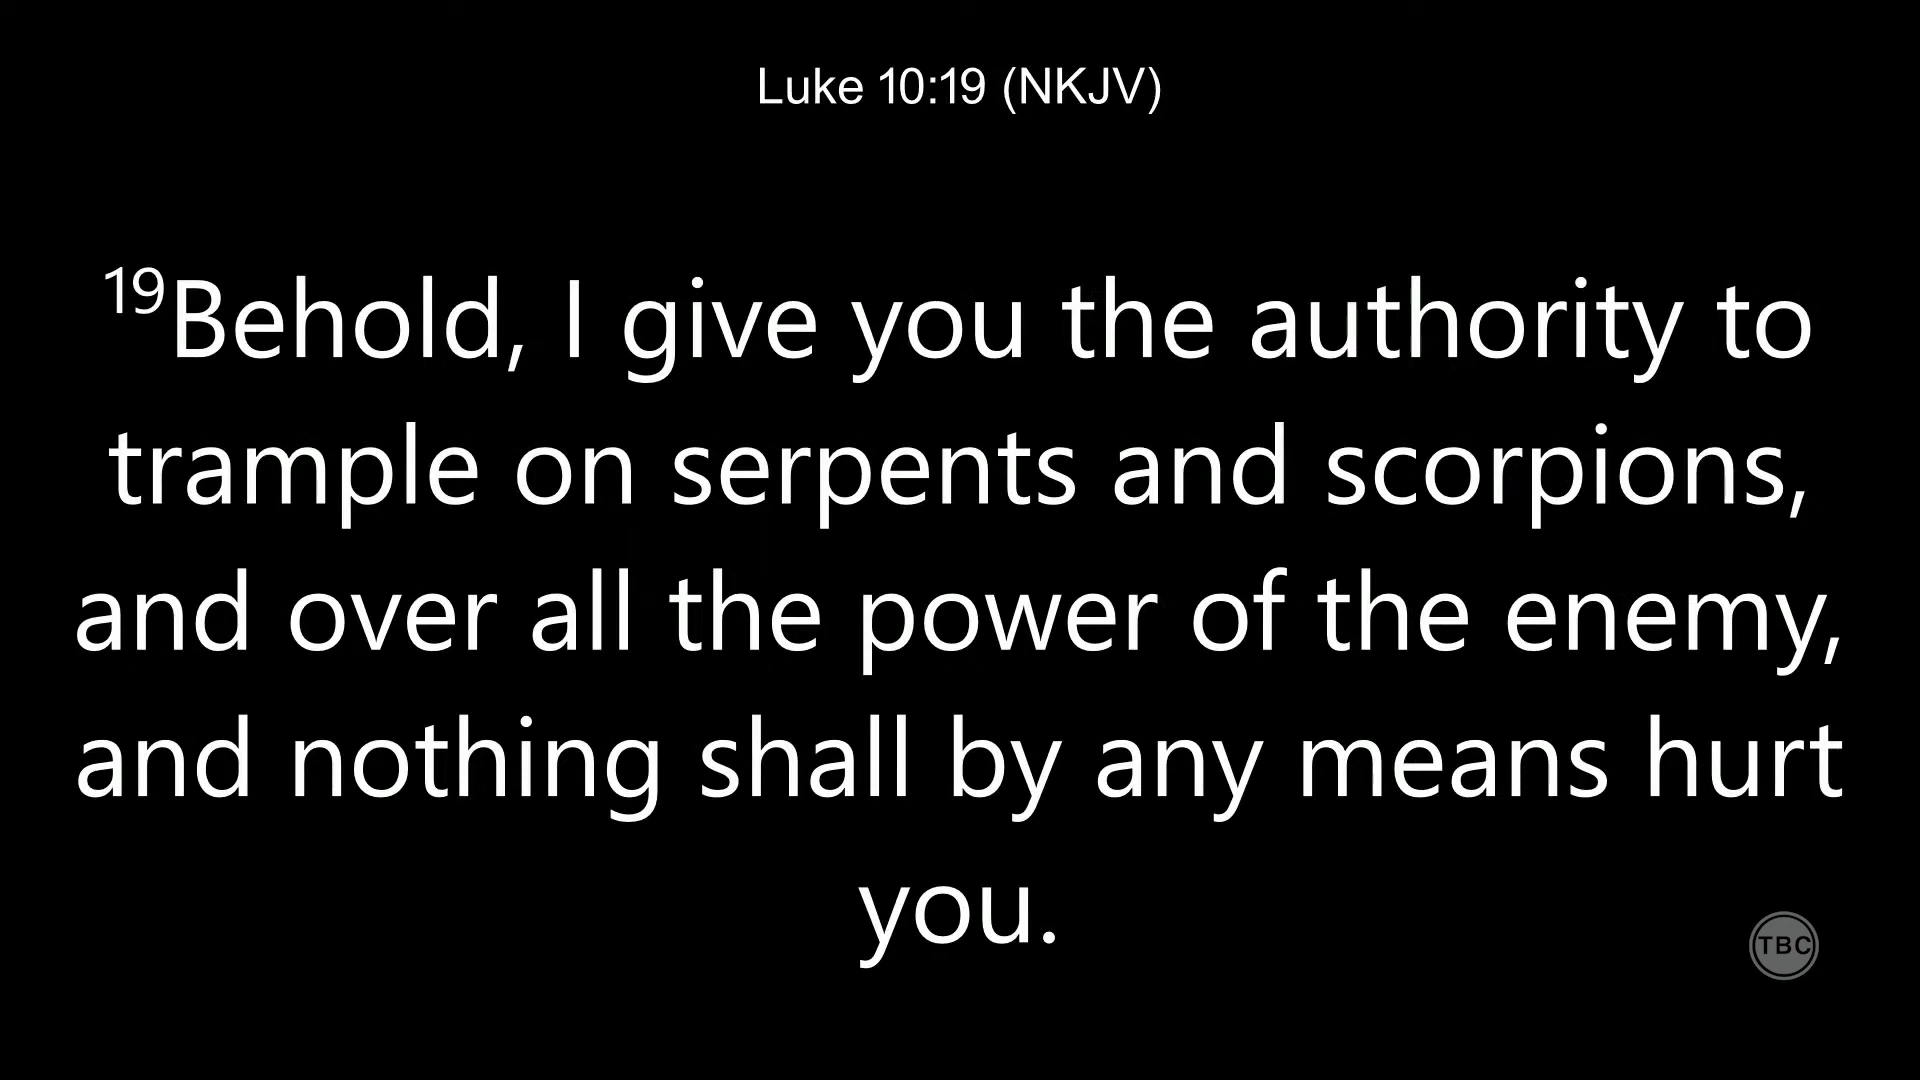 Luke 10:19 (NKJV)
19Behold, I give you the authority to
trample on serpents and scorpions,
and over all the power of the enemy,
and nothing shall by any means hurt
you.
TBC